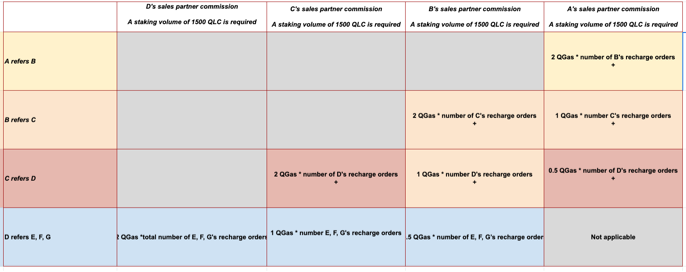 D's sales partner commission
A staking volume of 1500 QLC is required
C's sales partner commission
A staking volume of 1500 QLC is required
B's sales partner commission
A staking volume of 1500 QLC is required
A's sales partner commission
A staking volume of 1500 QLC is required
A refers B
2 QGas * number of B's recharge orders
+
B refers C
2 QGas * number of C's recharge orders
+
1 QGas * number C's recharge orders
+
C refers D
2 QGas * number of D's recharge orders
+
1 QGas * number D's recharge orders
+
0.5 QGas * number of D's recharge orders
+
D refers E, F, G
QGas *total number of E, F, G's recharge orders
1 QGas * number E, F, G's recharge orders
.5 QGas * number of E, F, G's recharge order
Not applicable